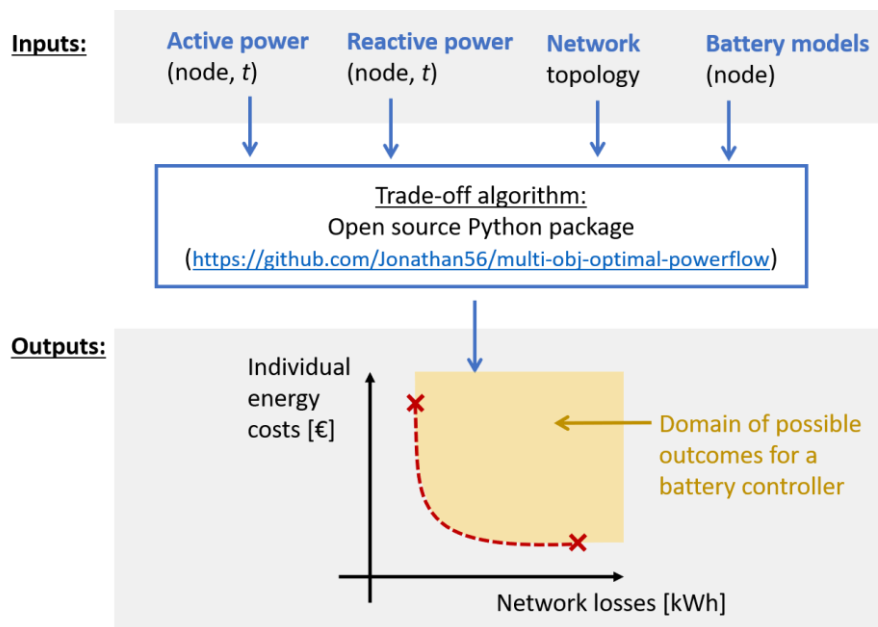 Inputs:
Active power
(node, t)
Reactive power
(node, t)
Network
topology
Battery models
(node)
Trade-off algorithm:
Open source Python package
(https://github.com/Jonathan56/multi-obj-optimal-powerflow)
Outputs:
Individual
energy
costs [€]
Domain of possible
outcomes for a
battery controller
Network losses [kWh]